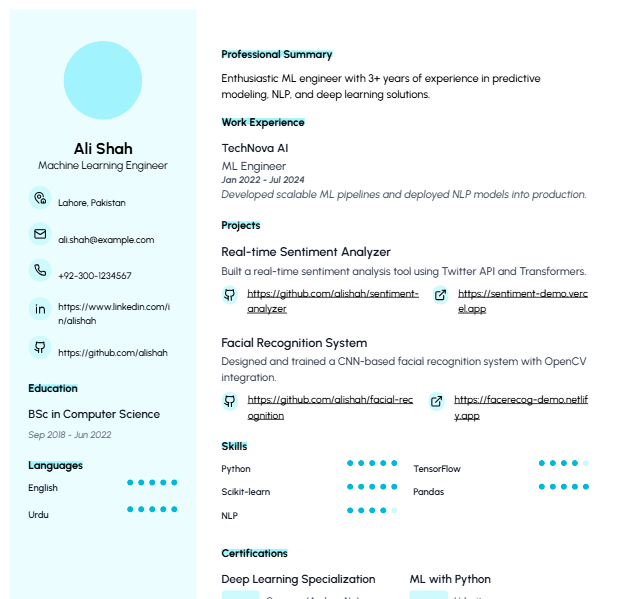 Ali Shah
Machine Learning Engineer
Lahore, Pakistan
ali.shah@example.com
+92-300-1234567
in
https://www.linkedin.com/i
n/alishah
https://github.com/alishah
Education
BSc in Computer Science
Sep 2018 - Jun 2022
Languages
English
Urdu
Professional Summary
Enthusiastic ML engineer with 3+ years of experience in predictive
modeling, NLP, and deep learning solutions.
Work Experience
TechNova AI
ML Engineer
Jan 2022 - Jul 2024
Developed scalable ML pipelines and deployed NLP models into production.
Projects
Real-time Sentiment Analyzer
Built a real-time sentiment analysis tool using Twitter API and Transformers.
https://github.com/alishah/sentiment-
analyzer
https://sentiment-demo.verc
el.app
Facial Recognition System
Designed and trained a CNN-based facial recognition system with OpenCV
integration.
https://github.com/alishah/facial-rec
ognition
https://facerecog-demo.netlif
y.app
Skills
Python
TensorFlow
Scikit-learn
Pandas
NLP
Certifications
Deep Learning Specialization
ML with Python